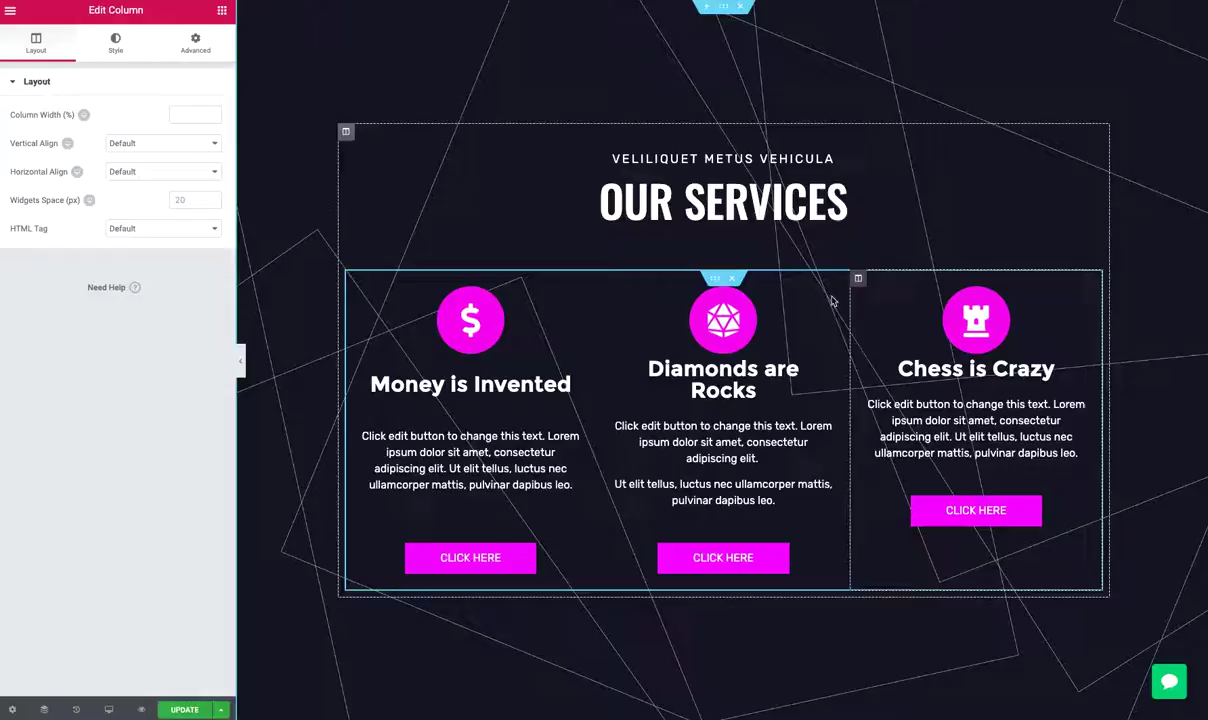 Edit Column
Layout
Style
Advanced
Layout
Column Width (%)
Vertical Align
Default
Horizontal Align
Default
Widgets Space (px)
20
HTML Tag
Default
Need Help ?
UPDATE
VELILIQUET METUS VEHICULA
OUR SERVICES
$
Money is Invented
Click edit button to change this text. Lorem
ipsum dolor sit amet, consectetur
adipiscing elit. Ut elit tellus, luctus nec
ullamcorper mattis, pulvinar dapibus leo.
CLICK HERE
Diamonds are
Rocks
Click edit button to change this text. Lorem
ipsum dolor sit amet, consectetur
adipiscing elit.
Ut elit tellus, luctus nec ullamcorper mattis,
pulvinar dapibus leo.
CLICK HERE
Chess is Crazy
Click edit button to change this text. Lorem
ipsum dolor sit amet, consectetur
adipiscing elit. Ut elit tellus, luctus nec
ullamcorper mattis, pulvinar dapibus leo.
CLICK HERE